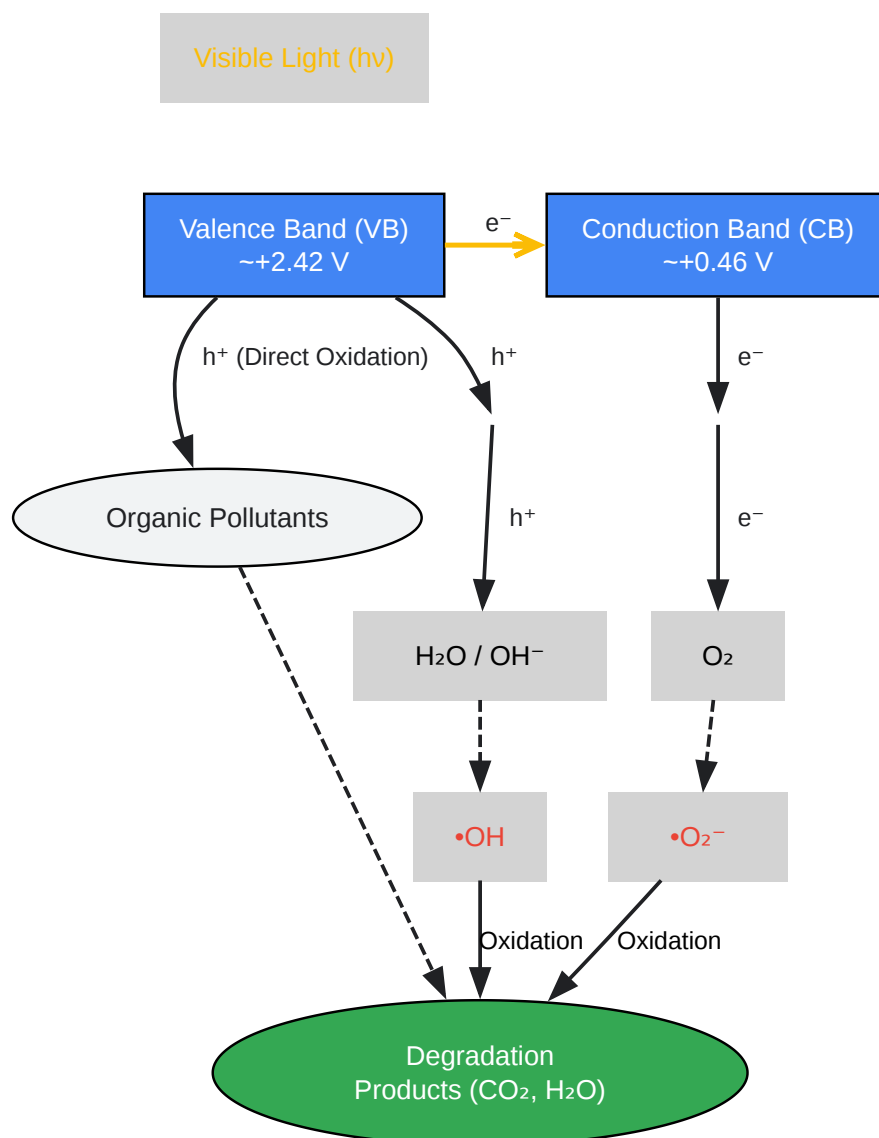 Visible Light (hν)
Valence Band (VB)
~+2.42 V
e⁻
Conduction Band (CB)
~+0.46 V
h⁺ (Direct Oxidation)
h⁺
e⁻
Organic Pollutants
h⁺
e⁻
H₂O / OH⁻
O₂
•OH
•O₂⁻
Oxidation
Oxidation
Degradation
Products (CO₂, H₂O)